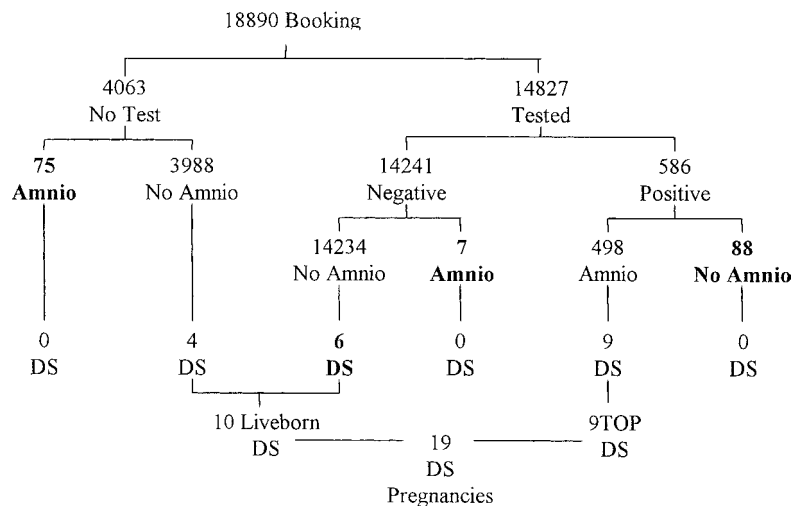 18890 Booking
4063 14827
No Test Tested
75 3988 14241 586
Amnio No Amnio Negative Positive
14234 7 498 88
No Amnio Amnio Amnio No Amnio
0 4 6 0 9 0
DS DS DS DS DS DS
10 Liveborn 9TOP
DS 19 DS
DS
Pregnancies